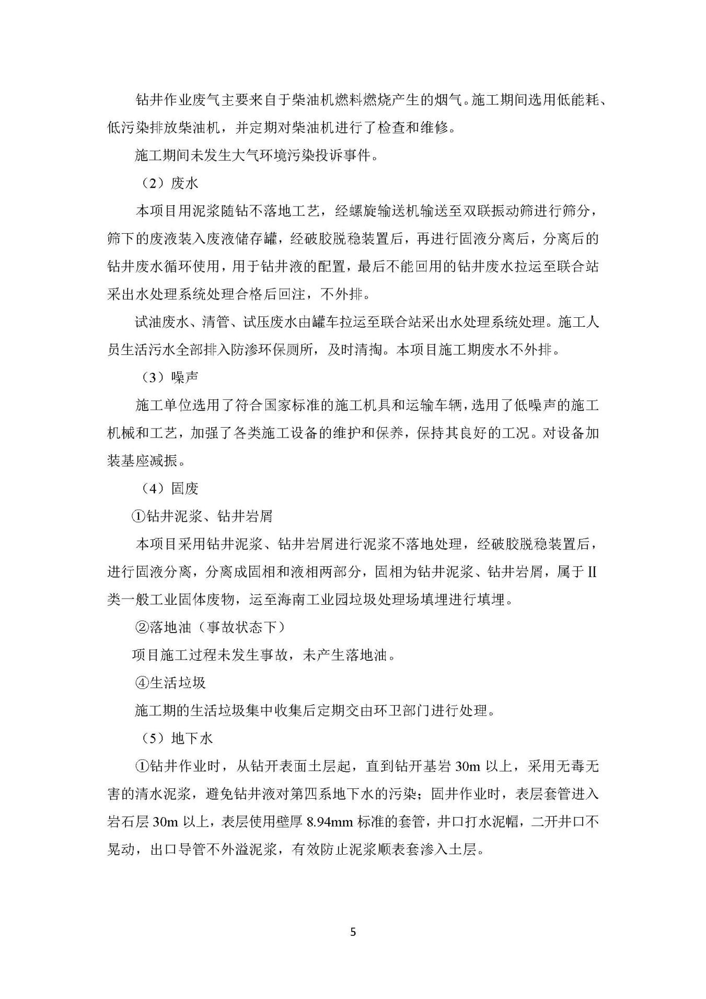 钻井作业废气主要来自于柴油机燃料燃烧产生的烟气。施工期间选用低能耗、
低污染排放柴油机，并定期对柴油机进行了检查和维修。
施工期间未发生大气环境污染投诉事件。
（2）废水
本项目用泥浆随钻不落地工艺，经螺旋输送机输送至双联振动筛进行筛分，
筛下的废液装入废液储存罐，经破胶脱稳装置后，再进行固液分离后，分离后的
钻井废水循环使用，用于钻井液的配置，最后不能回用的钻井废水拉运至联合站
采出水处理系统处理合格后回注，不外排。
试油废水、清管、试压废水由罐车拉运至联合站采出水处理系统处理。施工人
员生活污水全部排入防渗环保厕所，及时清掏。本项目施工期废水不外排。
（3）噪声
施工单位选用了符合国家标准的施工机具和运输车辆，选用了低噪声的施工
机械和工艺，加强了各类施工设备的维护和保养，保持其良好的工况。对设备加
装基座减振。
（4）固废
①钻井泥浆、钻井岩屑
本项目采用钻井泥浆、钻井岩屑进行泥浆不落地处理，经破胶脱稳装置后，
进行固液分离，分离成固相和液相两部分，固相为钻井泥浆、钻井岩屑，属于Ⅱ
类一般工业固体废物，运至海南工业园垃圾处理场填埋进行填埋。
②落地油（事故状态下）
项目施工过程未发生事故，未产生落地油。
④生活垃圾
施工期的生活垃圾集中收集后定期交由环卫部门进行处理。
（5）地下水
①钻井作业时，从钻开表面土层起，直到钻开基岩 30m 以上，采用无毒无
害的清水泥浆，避免钻井液对第四系地下水的污染；固井作业时，表层套管进入
岩石层 30m 以上，表层使用壁厚 8.94mm 标准的套管，井口打水泥帽，二开井口不
晃动，出口导管不外溢泥浆，有效防止泥浆顺表套渗入土层。
5